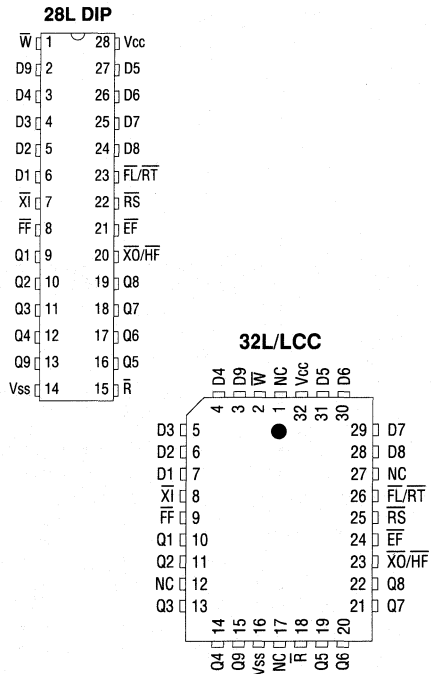 28L DIP
W̅ 1 28 Vcc
D9 2 27 D5
D4 3 26 D6
D3 4 25 D7
D2 5 24 D8
D1 6 23 F̅L̅/R̅T̅
X̅I̅ 7 22 R̅S̅
F̅F̅ 8 21 E̅F̅
Q1 9 20 X̅O̅/H̅F̅
Q2 10 19 Q8
Q3 11 18 Q7
Q4 12 17 Q6
Q9 13 16 Q5
Vss 14 15 R̅
32L/LCC
D4 D9 W̅ NC Vcc D5 D6
4 3 2 1 32 31 30
D3 5 29 D7
D2 6 28 D8
D1 7 27 NC
X̅I̅ 8 26 F̅L̅/R̅T̅
F̅F̅ 9 25 R̅S̅
Q1 10 24 E̅F̅
Q2 11 23 X̅O̅/H̅F̅
NC 12 22 Q8
Q3 13 21 Q7
14 15 16 17 18 19 20
Q4 Q9 Vss NC R̅ Q5 Q6